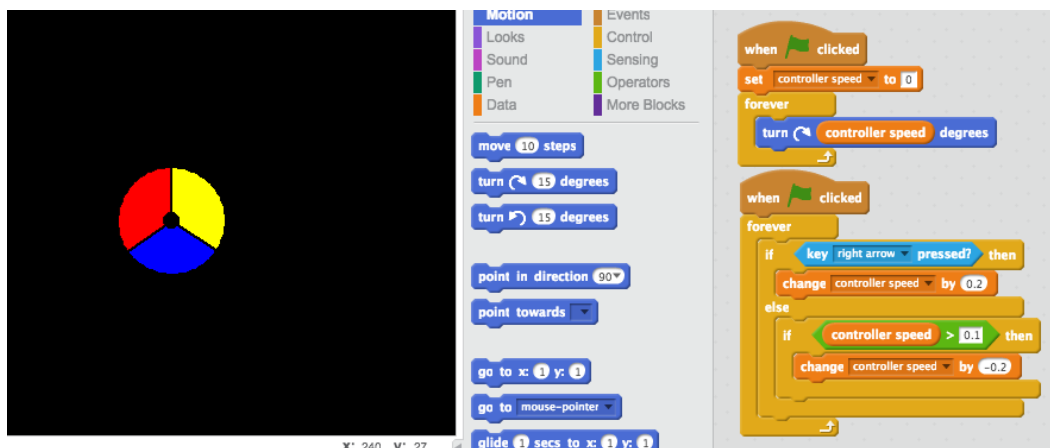 Motion
Events
Looks
Control
Sound
Sensing
Pen
Operators
Data
More Blocks
move 10 steps
turn 15 degrees
turn 15 degrees
point in direction 90
point towards
go to x: 1 y: 1
go to mouse-pointer
glide 1 secs to x: 1 y: 1
x: 240 y: 27
when clicked
set controller speed to 0
forever
turn controller speed degrees
when clicked
forever
if key right arrow pressed? then
change controller speed by 0.2
else
if controller speed > 0.1 then
change controller speed by -0.2